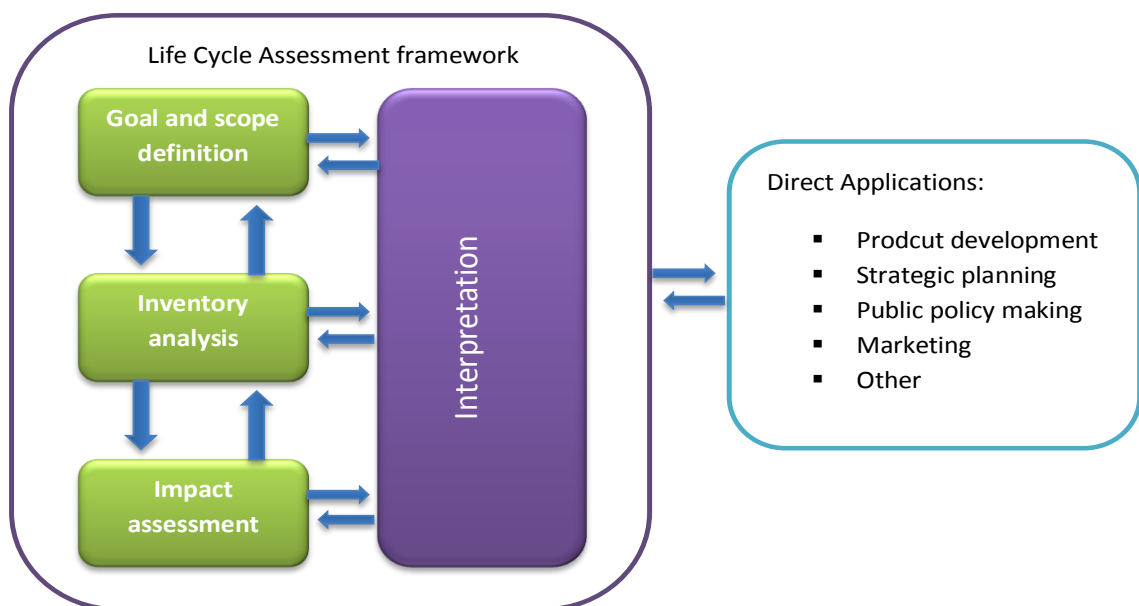 Life Cycle Assessment framework
Goal and scope
definition
Inventory
analysis
Impact
assessment
Interpretation
Direct Applications:
▪ Prodcut development
▪ Strategic planning
▪ Public policy making
▪ Marketing
▪ Other